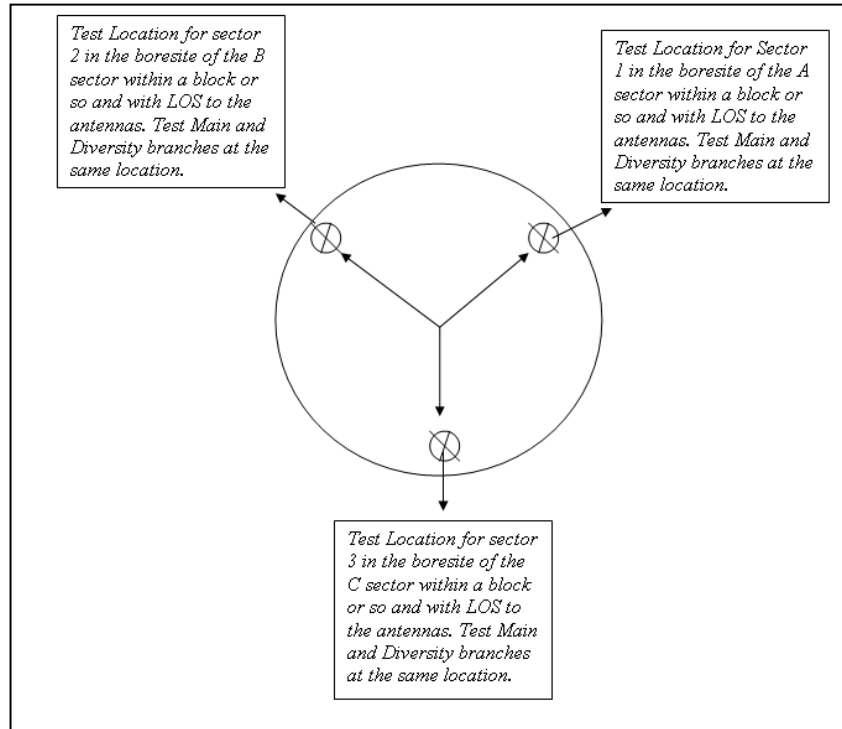 Test Location for sector
2 in the boresite of the B
sector within a block or
so and with LOS to the
antennas. Test Main and
Diversity branches at the
same location.
Test Location for Sector
1 in the boresite of the A
sector within a block or
so and with LOS to the
antennas. Test Main and
Diversity branches at the
same location.
Test Location for sector
3 in the boresite of the
C sector within a block
or so and with LOS to
the antennas. Test Main
and Diversity branches
at the same location.